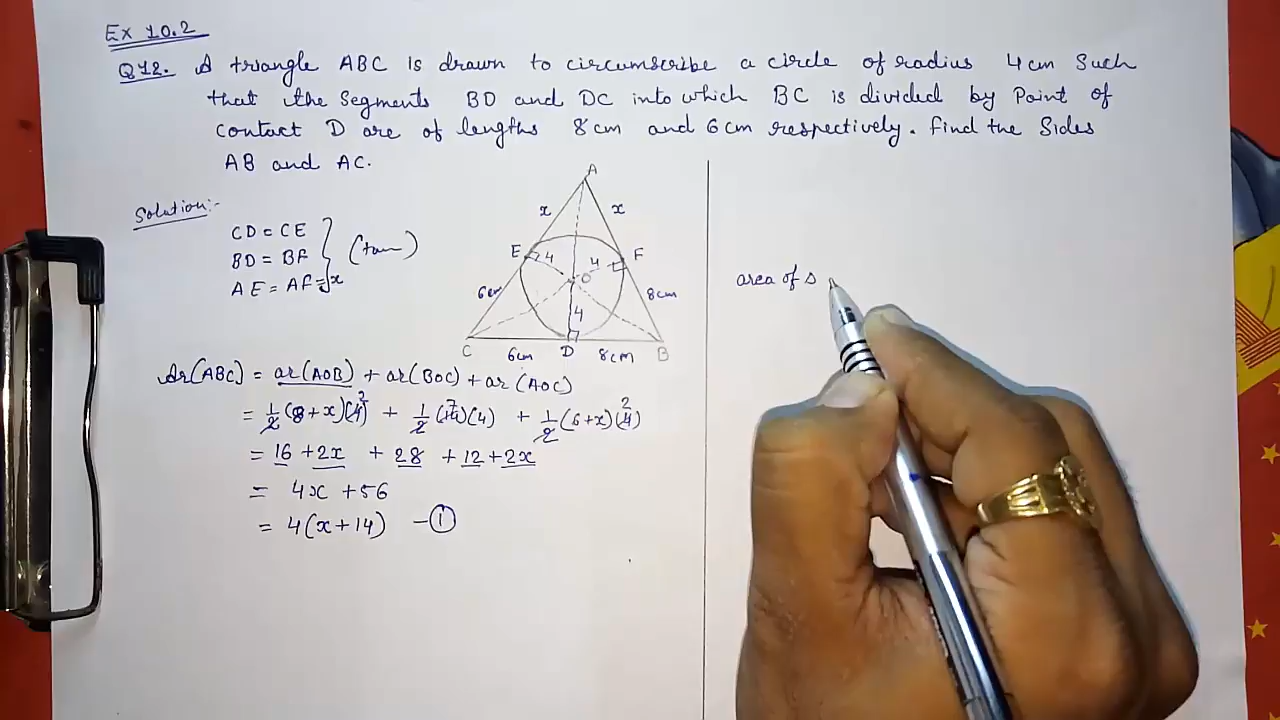 Ex 10.2
Q12. A triangle ABC is drawn to circumscribe a circle of radius 4cm Such
that the Segments BD and DC into which BC is divided by Point of
Contact D are of lengths 8cm and 6cm respectively. Find the Sides
AB and AC.
Solution:-
CD = CE
BD = BF
AE = AF = x
(tan)
A
x x
E 4 4 F
O
6cm 4 8cm
C 6cm D 8cm B
Ar(ABC) = ar(AOB) + ar(BOC) + ar(AOC)
= 1/2 (8+x)(4) 2 + 1/2 (14)(4) 7 + 1/2 (6+x)(4) 2
= 16 + 2x + 28 + 12 + 2x
= 4x + 56
= 4(x+14) - ①
area of Δ